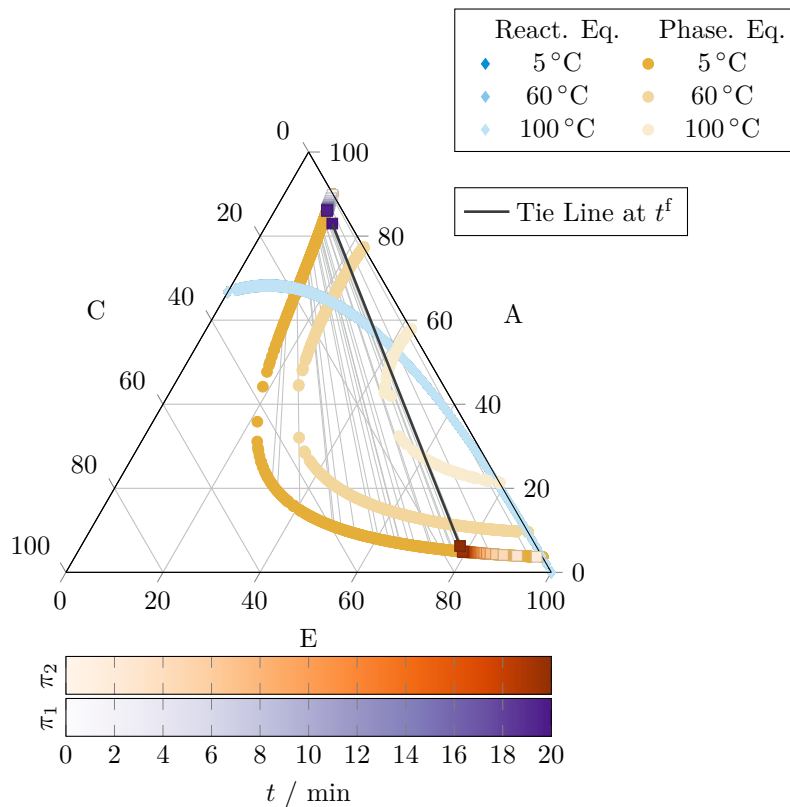 React. Eq. Phase. Eq.
5 °C 5 °C
60 °C 60 °C
100 °C 100 °C
Tie Line at t^f
0 100
20 80
40 60
C A
60 40
80 20
100 0
0 20 40 60 80 100
E
π₂
π₁
0 2 4 6 8 10 12 14 16 18 20
t / min